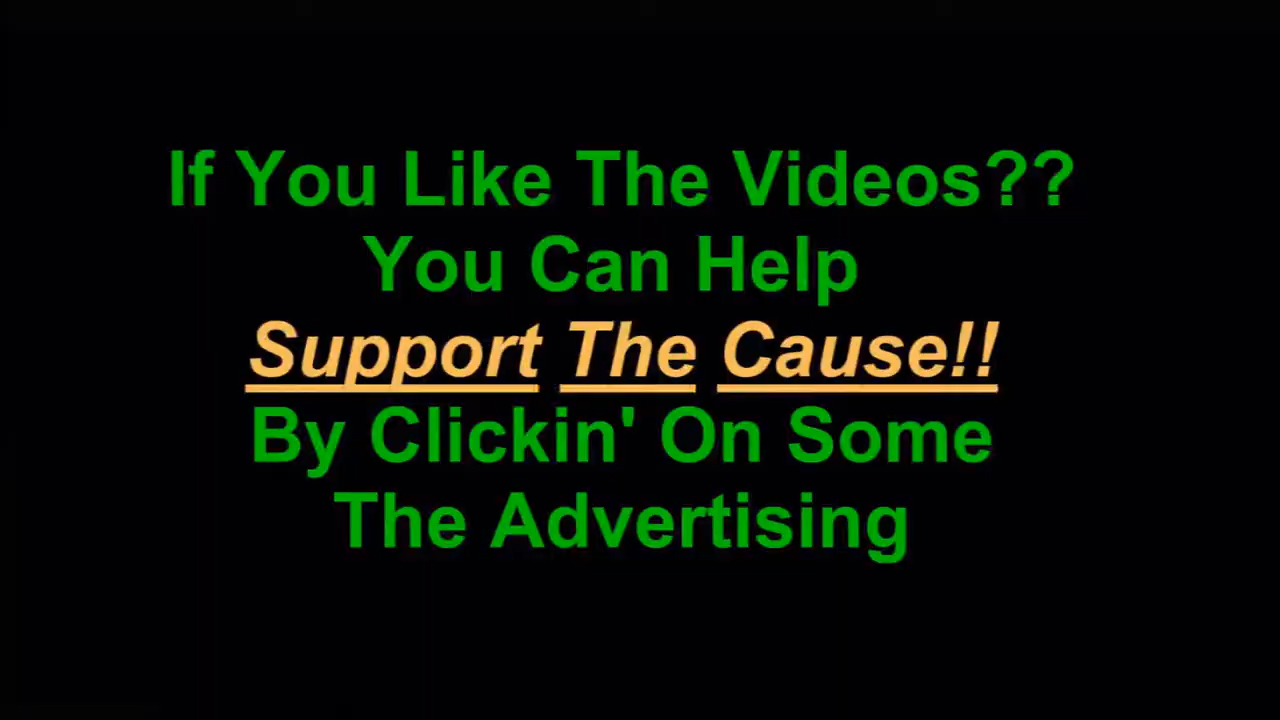 If You Like The Videos??
You Can Help
Support The Cause!!
By Clickin' On Some
The Advertising